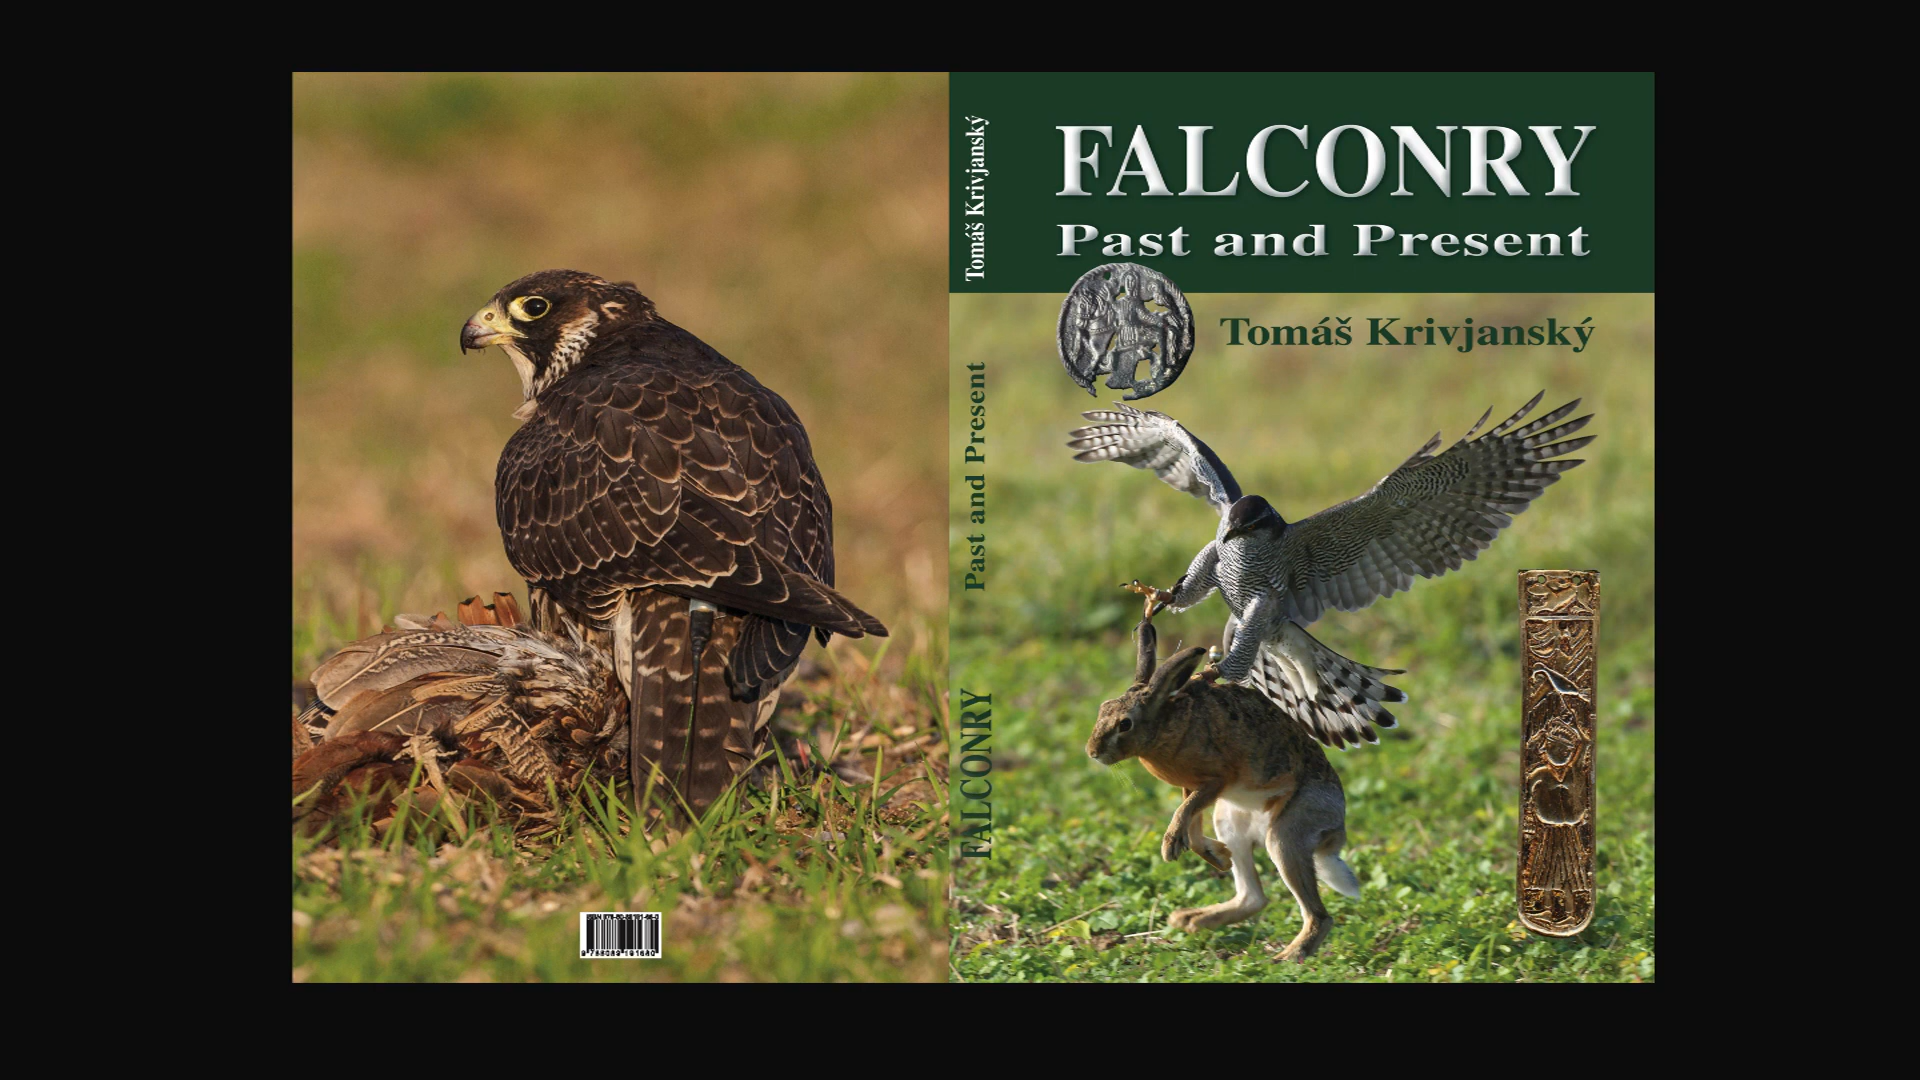 FALCONRY
Past and Present
Tomáš Krivjanský
Tomáš Krivjanský
Past and Present
FALCONRY